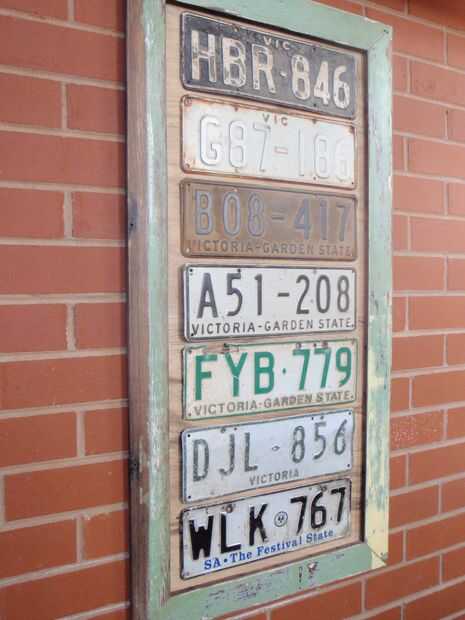 VIC
HBR·846
VIC
G87-186
B08-417
VICTORIA-GARDEN STATE
A51-208
VICTORIA-GARDEN STATE
FYB·779
VICTORIA-GARDEN STATE
DJL-856
VICTORIA
WLK 767
SA·The Festival State